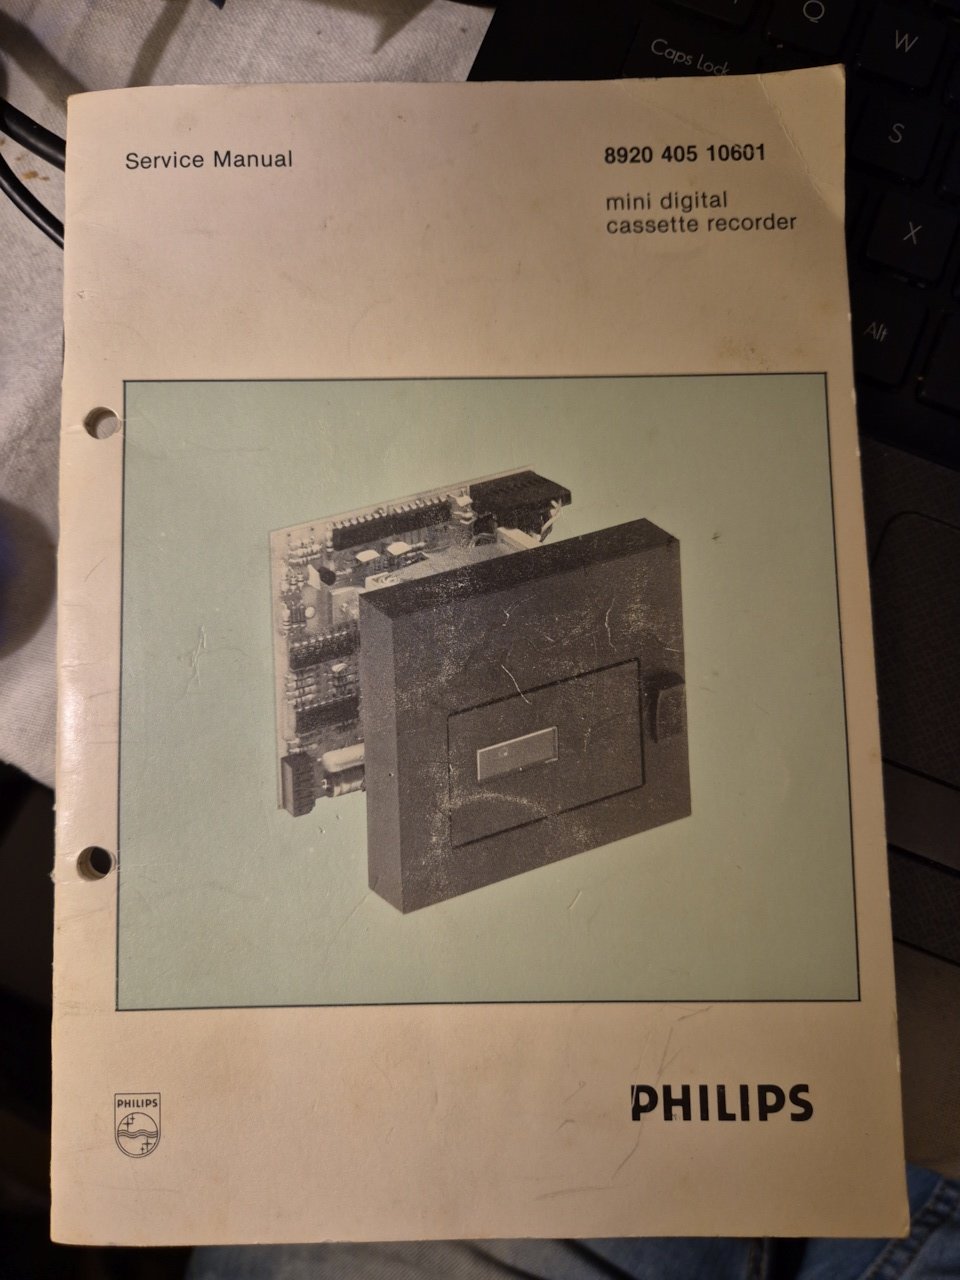 Q
W
Caps Lock
S
X
Alt
Service Manual
8920 405 10601
mini digital
cassette recorder
PHILIPS
PHILIPS